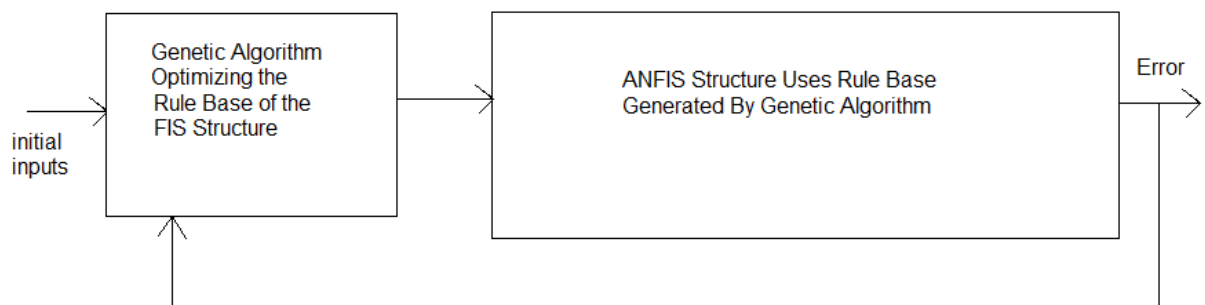 Genetic Algorithm
Optimizing the
Rule Base of the
FIS Structure
ANFIS Structure Uses Rule Base
Generated By Genetic Algorithm
Error
initial
inputs